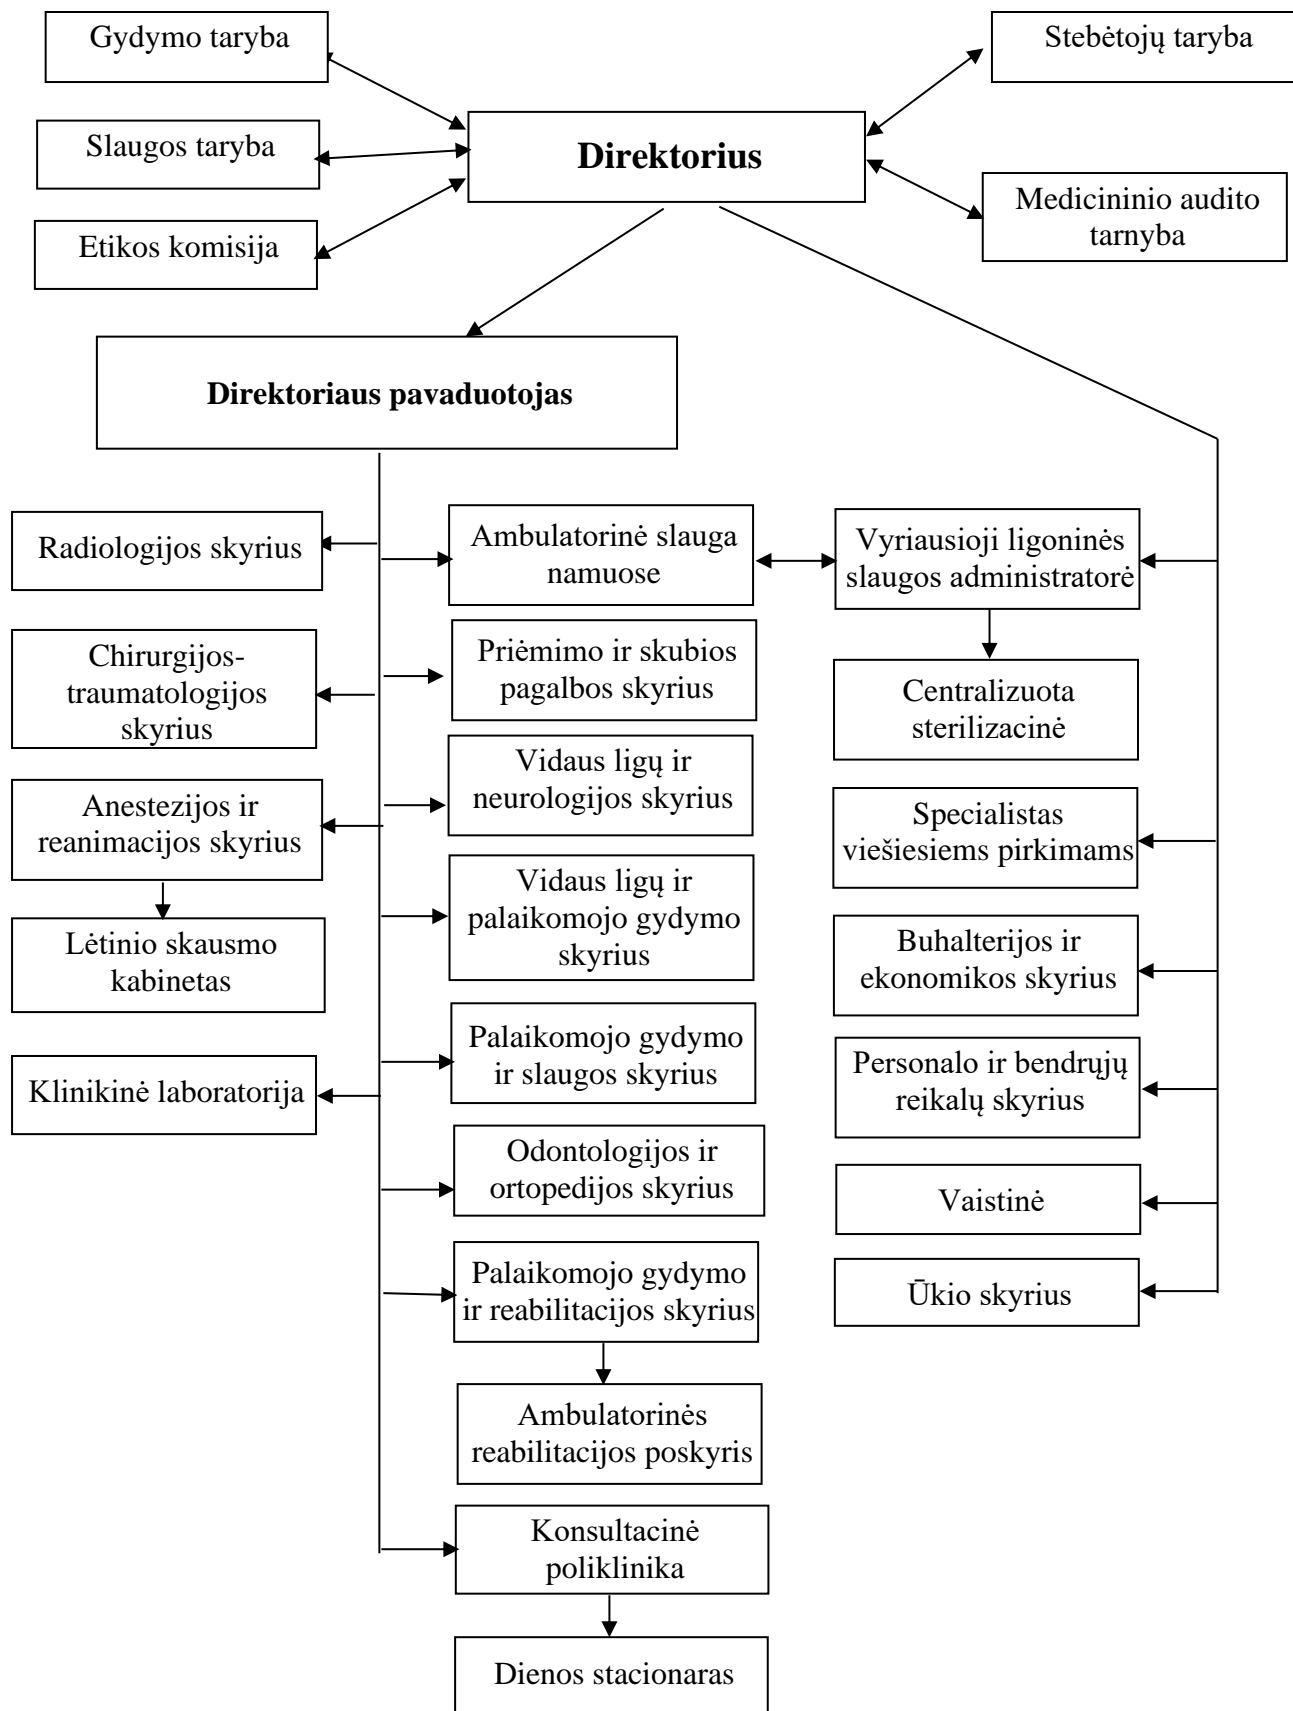 Gydymo taryba
Stebėtojų taryba
Slaugos taryba
Direktorius
Medicininio audito
tarnyba
Etikos komisija
Direktoriaus pavaduotojas
Radiologijos skyrius
Ambulatorinė slauga
namuose
Vyriausioji ligoninės
slaugos administratorė
Chirurgijos-
traumatologijos
skyrius
Priėmimo ir skubios
pagalbos skyrius
Centralizuota
sterilizacinė
Anestezijos ir
reanimacijos skyrius
Vidaus ligų ir
neurologijos skyrius
Specialistas
viešiesiems pirkimams
Lėtinio skausmo
kabinetas
Vidaus ligų ir
palaikomojo gydymo
skyrius
Buhalterijos ir
ekonomikos skyrius
Klinikinė laboratorija
Palaikomojo gydymo
ir slaugos skyrius
Personalo ir bendrųjų
reikalų skyrius
Odontologijos ir
ortopedijos skyrius
Vaistinė
Palaikomojo gydymo
ir reabilitacijos skyrius
Ūkio skyrius
Ambulatorinės
reabilitacijos poskyris
Konsultacinė
poliklinika
Dienos stacionaras